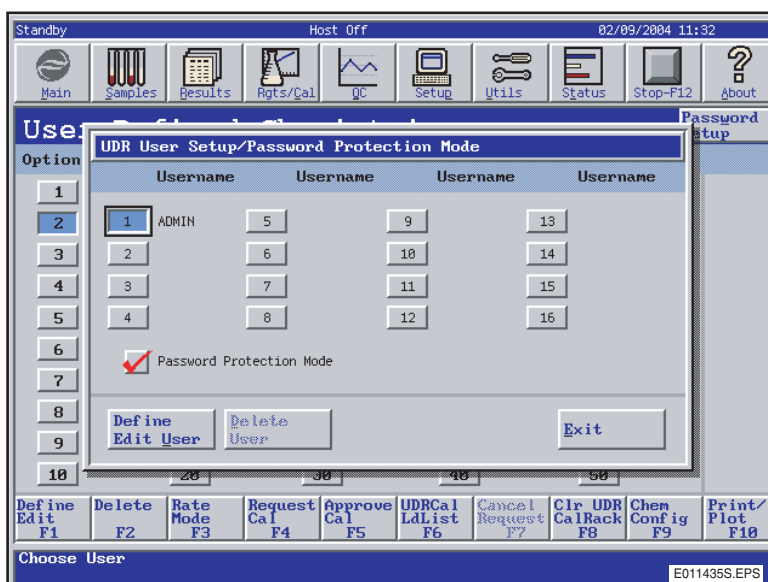 Standby Host Off 02/09/2004 11:32
Main Samples Results Rgts/Cal QC Setup Utils Status Stop-F12 About
Password
UDR User Setup/Password Protection Mode
Option
Username Username Username Username
1
2
3
4
5
6
7
8
9
10
1 ADMIN 5 9 13
2 6 10 14
3 7 11 15
4 8 12 16
Password Protection Mode
Define Edit User
Delete User
Exit
20 30 40 50
Define Edit F1
Delete F2
Rate Mode F3
Request Cal F4
Approve Cal F5
UDRCal LdList F6
Cancel Request F7
Clr UDR CalRack F8
Chem Config F9
Print/Plot F10
Choose User
E011435S.EPS